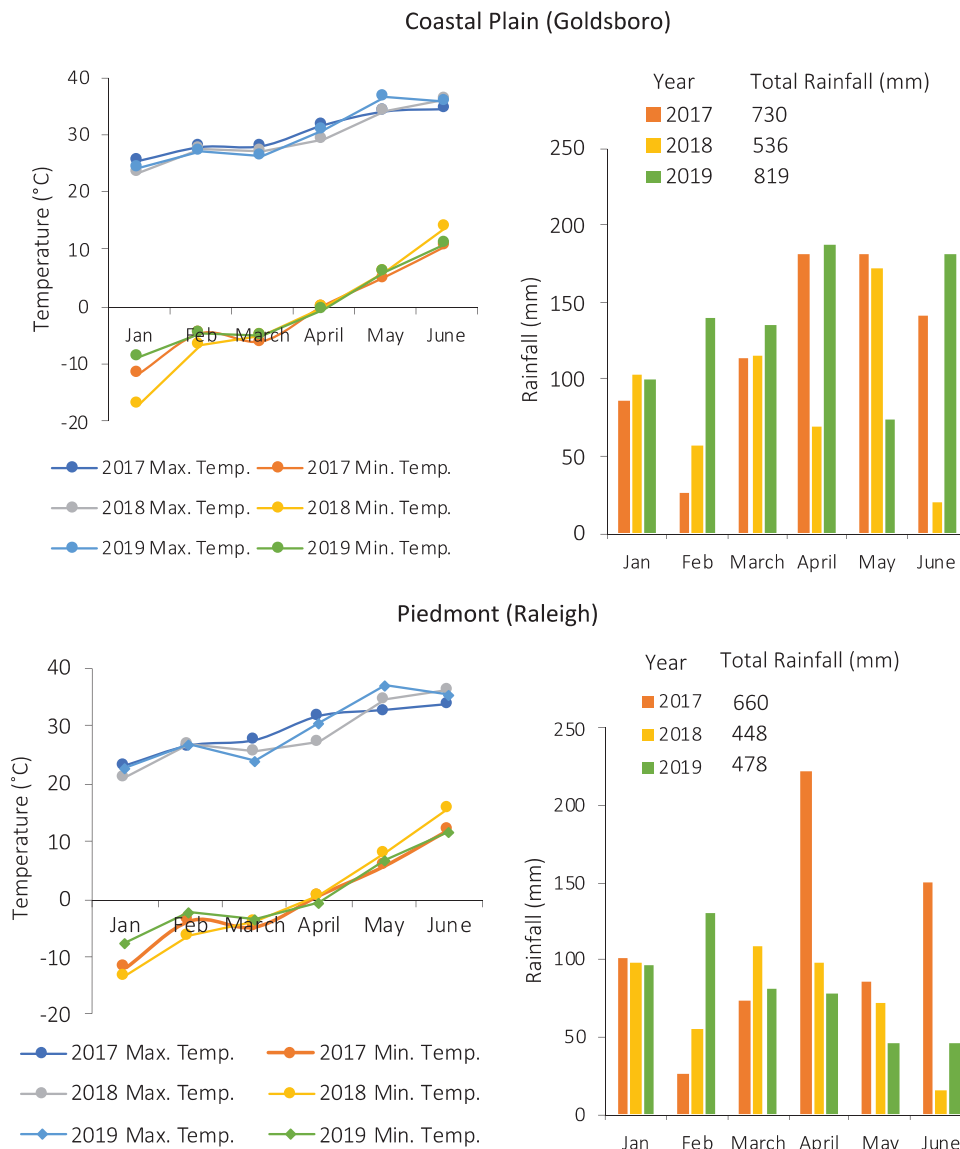 Coastal Plain (Goldsboro)
40
30
20
10
0
-10
-20
Temperature (°C)
Jan Feb March April May June
2017 Max. Temp. 2017 Min. Temp.
2018 Max. Temp. 2018 Min. Temp.
2019 Max. Temp. 2019 Min. Temp.
Year Total Rainfall (mm)
2017 730
2018 536
2019 819
250
200
150
100
50
0
Rainfall (mm)
Jan Feb March April May June
Piedmont (Raleigh)
40
30
20
10
0
-10
-20
Temperature (°C)
Jan Feb March April May June
2017 Max. Temp. 2017 Min. Temp.
2018 Max. Temp. 2018 Min. Temp.
2019 Max. Temp. 2019 Min. Temp.
Year Total Rainfall (mm)
2017 660
2018 448
2019 478
250
200
150
100
50
0
Rainfall (mm)
Jan Feb March April May June